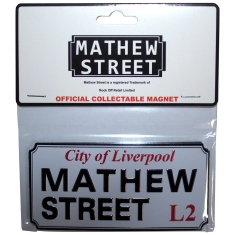 MATHEW
STREET
Mathew Street is a registered Trademark of
Rock Off Retail Limited
OFFICIAL COLLECTABLE MAGNET
City of Liverpool
MATHEW
STREET L2